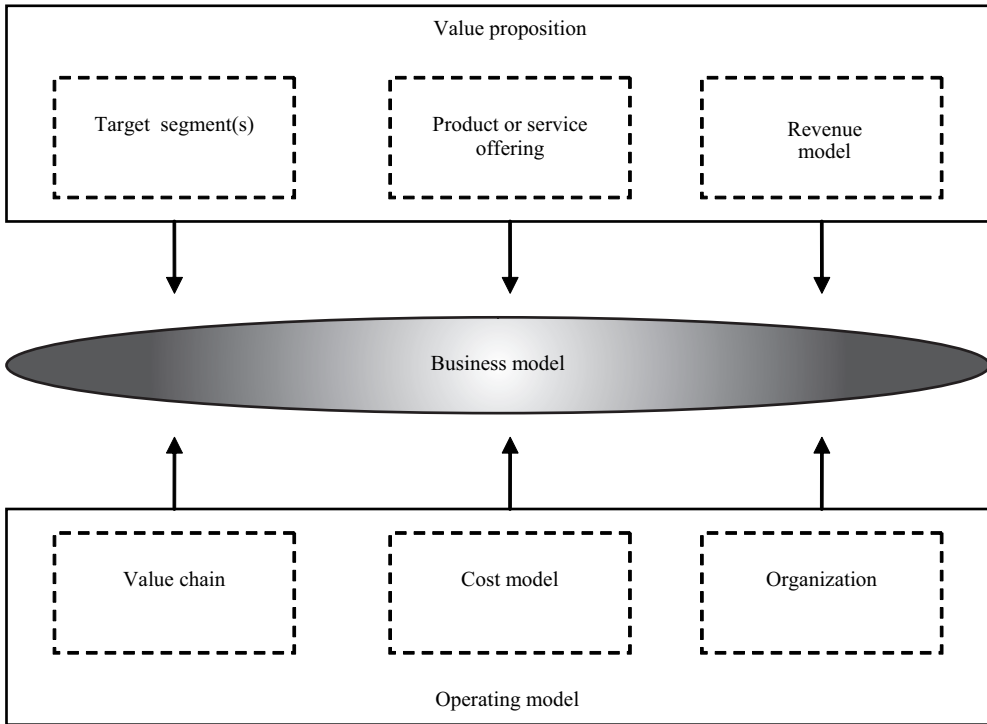 Value proposition
Target segment(s)
Product or service
offering
Revenue
model
Business model
Value chain
Cost model
Organization
Operating model